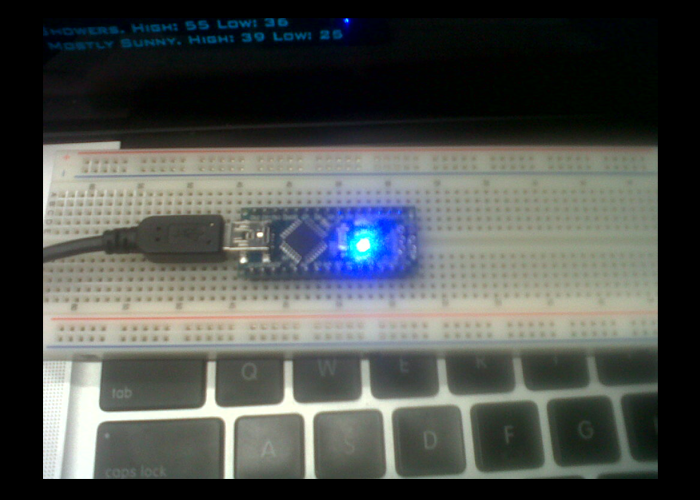 Showers, High: 55 Low: 36
Mostly Sunny, High: 39 Low: 25
Q W E R
tab
A S D F G
caps lock